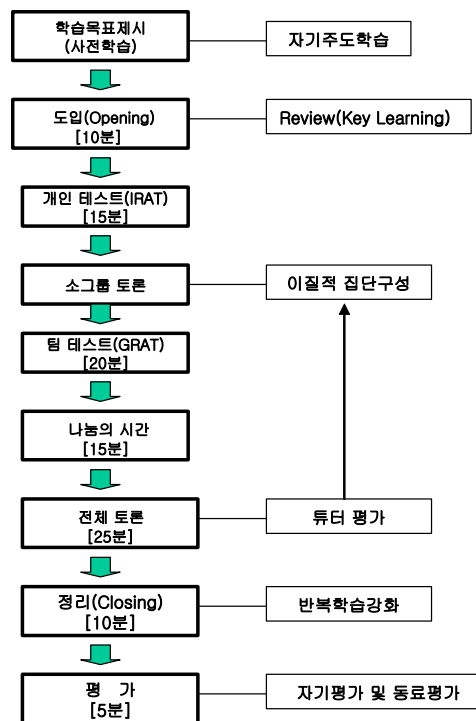 학습목표제시
(사전학습)
자기주도학습
도입(Opening)
[10분]
Review(Key Learning)
개인 테스트(IRAT)
[15분]
소그룹 토론
이질적 집단구성
팀 테스트(GRAT)
[20분]
나눔의 시간
[15분]
전체 토론
[25분]
튜터 평가
정리(Closing)
[10분]
반복학습강화
평 가
[5분]
자기평가 및 동료평가